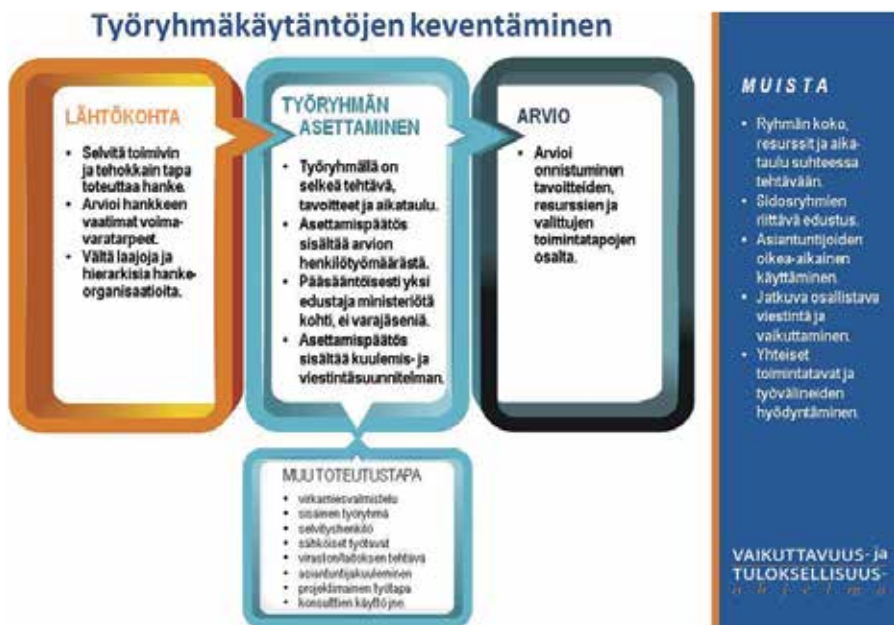 Työryhmäkäytäntöjen keventäminen
LÄHTÖKOHTA
• Selvitä toimivin
ja tehokkain tapa
toteuttaa hanke.
• Arvioi hankkeen
vaatimat voima-
varatarpeet.
• Vältä laajoja ja
hierarkisia hanke-
organisaatioita.
TYÖRYHMÄN
ASETTAMINEN
• Työryhmällä on
selkeä tehtävä,
tavoitteet ja aikataulu.
• Asettamispäätös
sisältää arvion
henkilötyömäärästä.
• Pääsääntöisesti yksi
edustaja ministeriötä
kohti, ei varajäseniä.
• Asettamispäätös
sisältää kuulemis- ja
viestintäsuunnitelman.
ARVIO
• Arvioi
onnistuminen
tavoitteiden,
resurssien ja
valittujen
toimintatapojen
osalta.
MUU TOTEUTUSTAPA
• virkamiesvalmistelu
• sisäinen työryhmä
• selvityshenkilö
• sähköiset työtavat
• viraston/laitoksen tehtävä
• asiantuntijakuuleminen
• projektimainen työtapa
• konsulttien käyttö jne.
MUISTA
• Ryhmän koko,
resurssit ja aika-
taulu suhteessa
tehtävään.
• Sidosryhmien
riittävä edustus.
• Asiantuntijoiden
oikea-aikainen
käyttäminen.
• Jatkuva osallistava
viestintä ja
vaikuttaminen.
• Yhteiset
toimintatavat ja
työvälineiden
hyödyntäminen.
VAIKUTTAVUUS- ja
TULOKSELLISUUS-
ohjelma